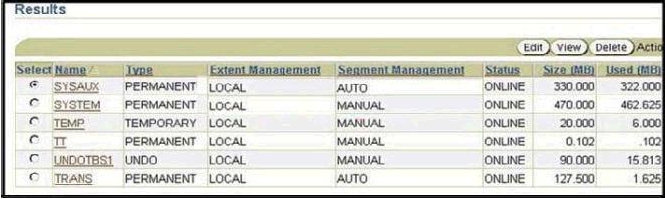 Results
Edit View Delete Actio
Select Name Type Extent Management Segment Management Status Size (MB) Used (MB)
SYSAUX PERMANENT LOCAL AUTO ONLINE 330.000 322.000
SYSTEM PERMANENT LOCAL MANUAL ONLINE 470.000 462.625
TEMP TEMPORARY LOCAL MANUAL ONLINE 20.000 6.000
TT PERMANENT LOCAL MANUAL ONLINE 0.102 .102
UNDOTBS1 UNDO LOCAL MANUAL ONLINE 90.000 15.813
TRANS PERMANENT LOCAL AUTO ONLINE 127.500 1.625